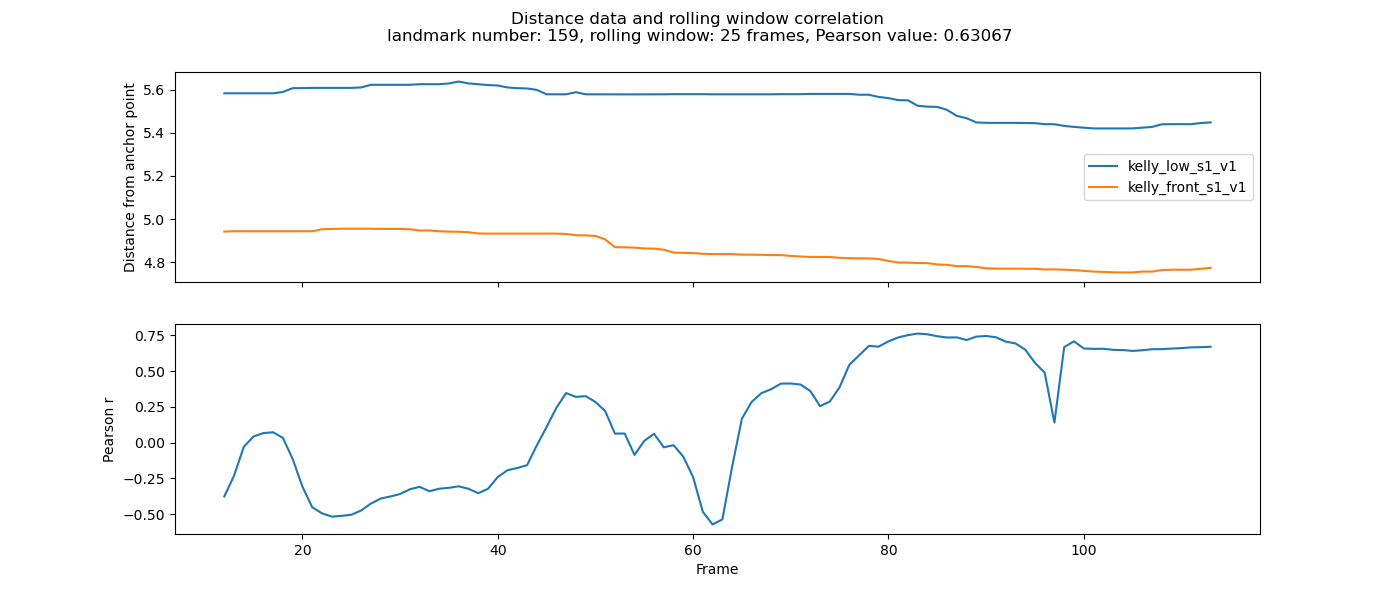 Distance data and rolling window correlation
landmark number: 159, rolling window: 25 frames, Pearson value: 0.63067
Distance from anchor point
5.6
5.4
5.2
5.0
4.8
kelly_low_s1_v1
kelly_front_s1_v1
Pearson r
0.75
0.50
0.25
0.00
−0.25
−0.50
20 40 60 80 100
Frame